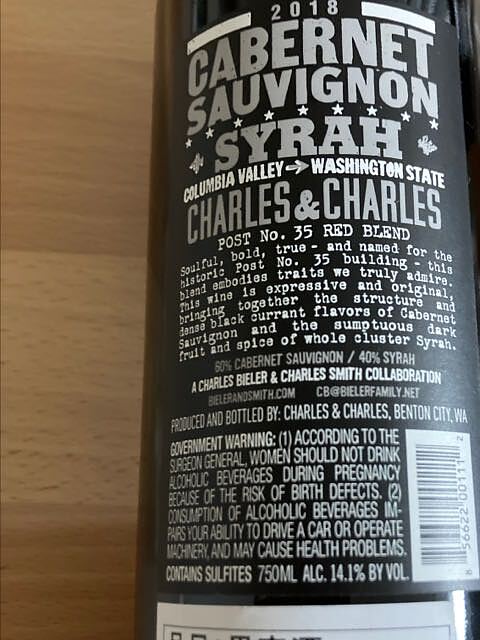 2018
CABERNET
SAUVIGNON
SYRAH
COLUMBIA VALLEY → WASHINGTON STATE
CHARLES & CHARLES
POST No. 35 RED BLEND
Soulful, bold, true - and named for the
historic Post No. 35 building - this
blend embodies traits we truly admire.
This wine is expressive and original,
bringing together the structure and
dense black currant flavors of Cabernet
Sauvignon and the sumptuous dark
fruit and spice of whole cluster Syrah.
60% CABERNET SAUVIGNON / 40% SYRAH
A CHARLES BIELER & CHARLES SMITH COLLABORATION
BIELERANDSMITH.COM CB@BIELERFAMILY.NET
PRODUCED AND BOTTLED BY: CHARLES & CHARLES, BENTON CITY, WA
GOVERNMENT WARNING: (1) ACCORDING TO THE
SURGEON GENERAL, WOMEN SHOULD NOT DRINK
ALCOHOLIC BEVERAGES DURING PREGNANCY
BECAUSE OF THE RISK OF BIRTH DEFECTS. (2)
CONSUMPTION OF ALCOHOLIC BEVERAGES IM-
PAIRS YOUR ABILITY TO DRIVE A CAR OR OPERATE
MACHINERY, AND MAY CAUSE HEALTH PROBLEMS.
CONTAINS SULFITES 750ML ALC. 14.1% BY VOL.
8 56622 00111 2